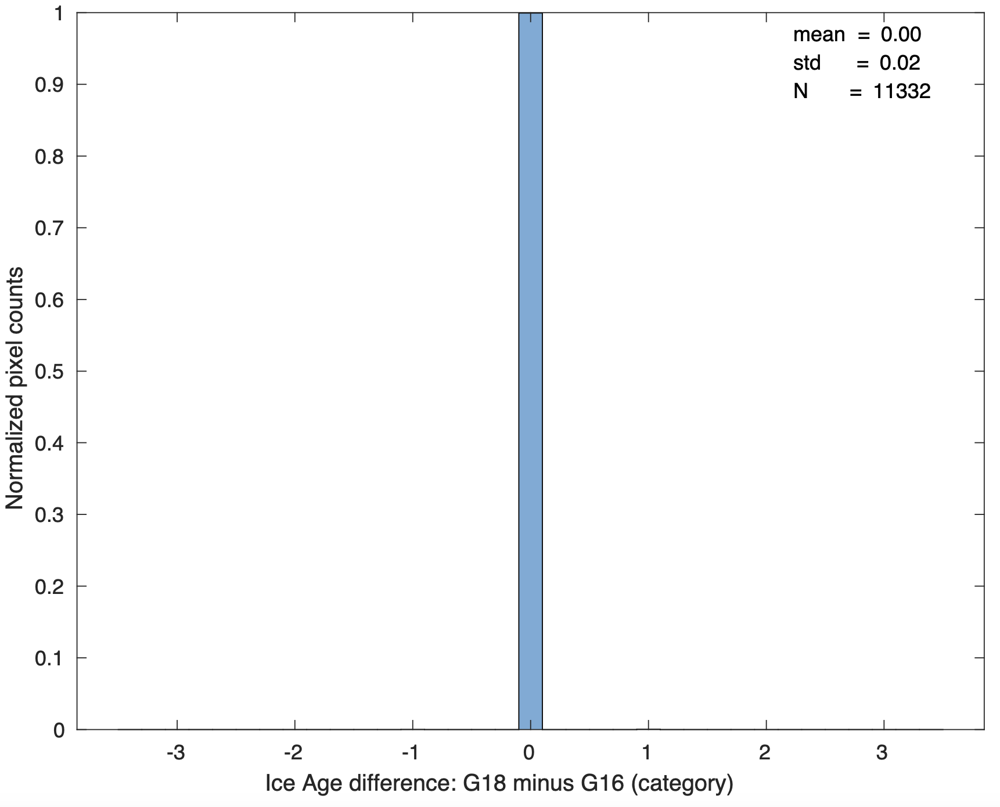 mean = 0.00
std = 0.02
N = 11332
1
0.9
0.8
0.7
0.6
0.5
0.4
0.3
0.2
0.1
0
Normalized pixel counts
-3 -2 -1 0 1 2 3
Ice Age difference: G18 minus G16 (category)